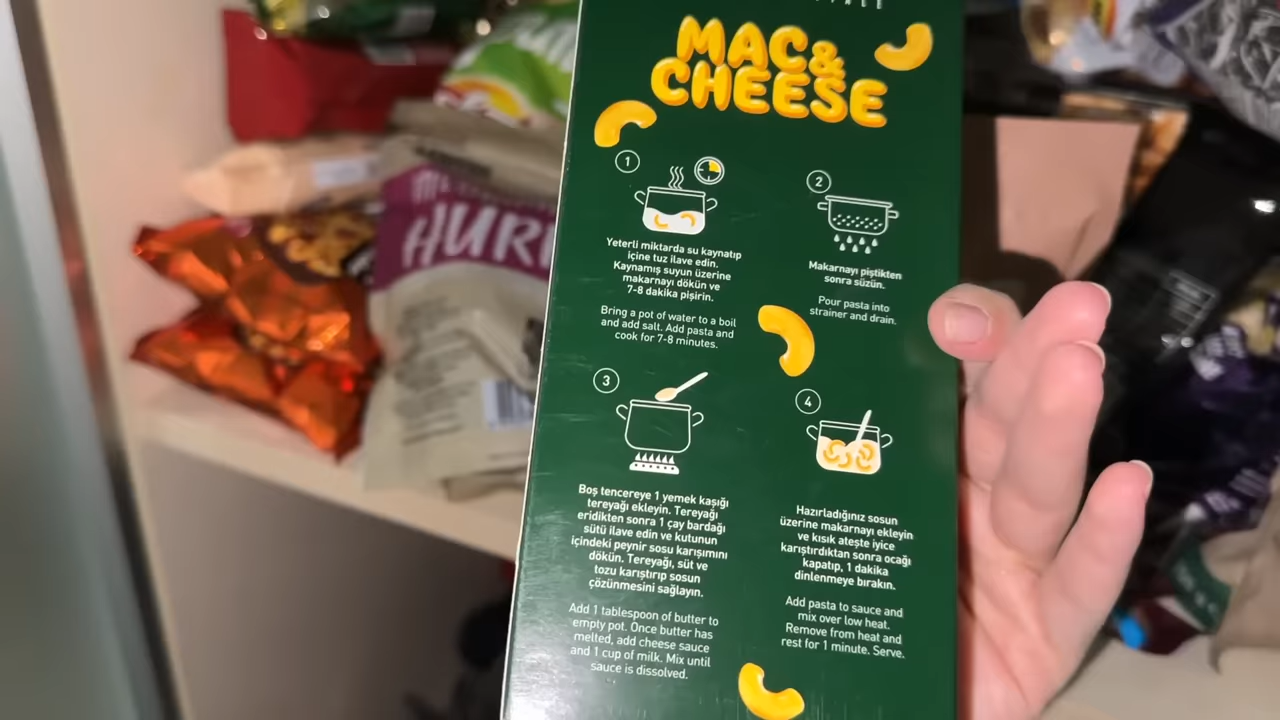 MAC&
CHEESE
1
Yeterli miktarda su kaynatıp
içine tuz ilave edin.
Kaynamış suyun üzerine
makarnayı dökün ve
7-8 dakika pişirin.
Bring a pot of water to a boil
and add salt. Add pasta and
cook for 7-8 minutes.
2
Makarnayı piştikten
sonra süzün.
Pour pasta into
strainer and drain.
3
Boş tencereye 1 yemek kaşığı
tereyağı ekleyin. Tereyağı
eridikten sonra 1 çay bardağı
sütü ilave edin ve kutunun
içindeki peynir sosu karışımını
dökün. Tereyağı, süt ve
tozu karıştırıp sosun
çözünmesini sağlayın.
Add 1 tablespoon of butter to
empty pot. Once butter has
melted, add cheese sauce
and 1 cup of milk. Mix until
sauce is dissolved.
4
Hazırladığınız sosun
üzerine makarnayı ekleyin
ve kısık ateşte iyice
karıştırdıktan sonra ocağı
kapatıp, 1 dakika
dinlenmeye bırakın.
Add pasta to sauce and
mix over low heat.
Remove from heat and
rest for 1 minute. Serve.
HUR